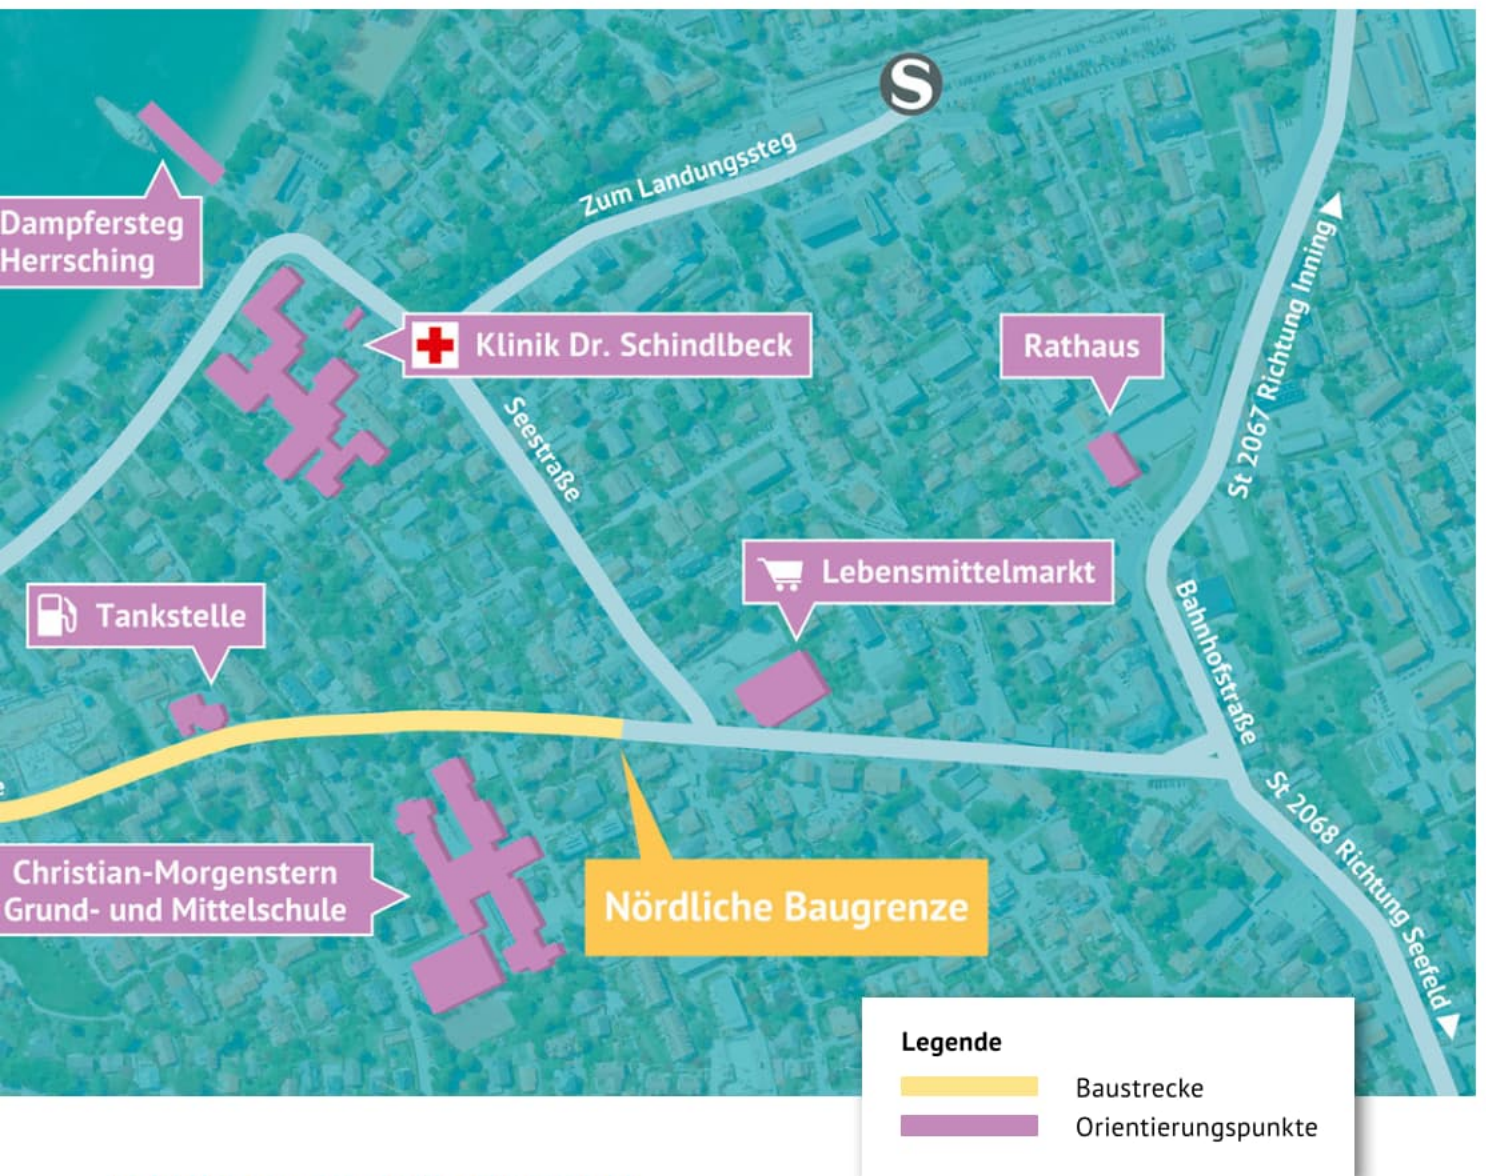 S
Zum Landungssteg
Dampfersteg
Herrsching
St 2067 Richtung Inning
Klinik Dr. Schindlbeck
Rathaus
Seestraße
Lebensmittelmarkt
Tankstelle
Bahnhofstraße
St 2068 Richtung Seefeld
Christian-Morgenstern
Grund- und Mittelschule
Nördliche Baugrenze
Legende
Baustrecke
Orientierungspunkte